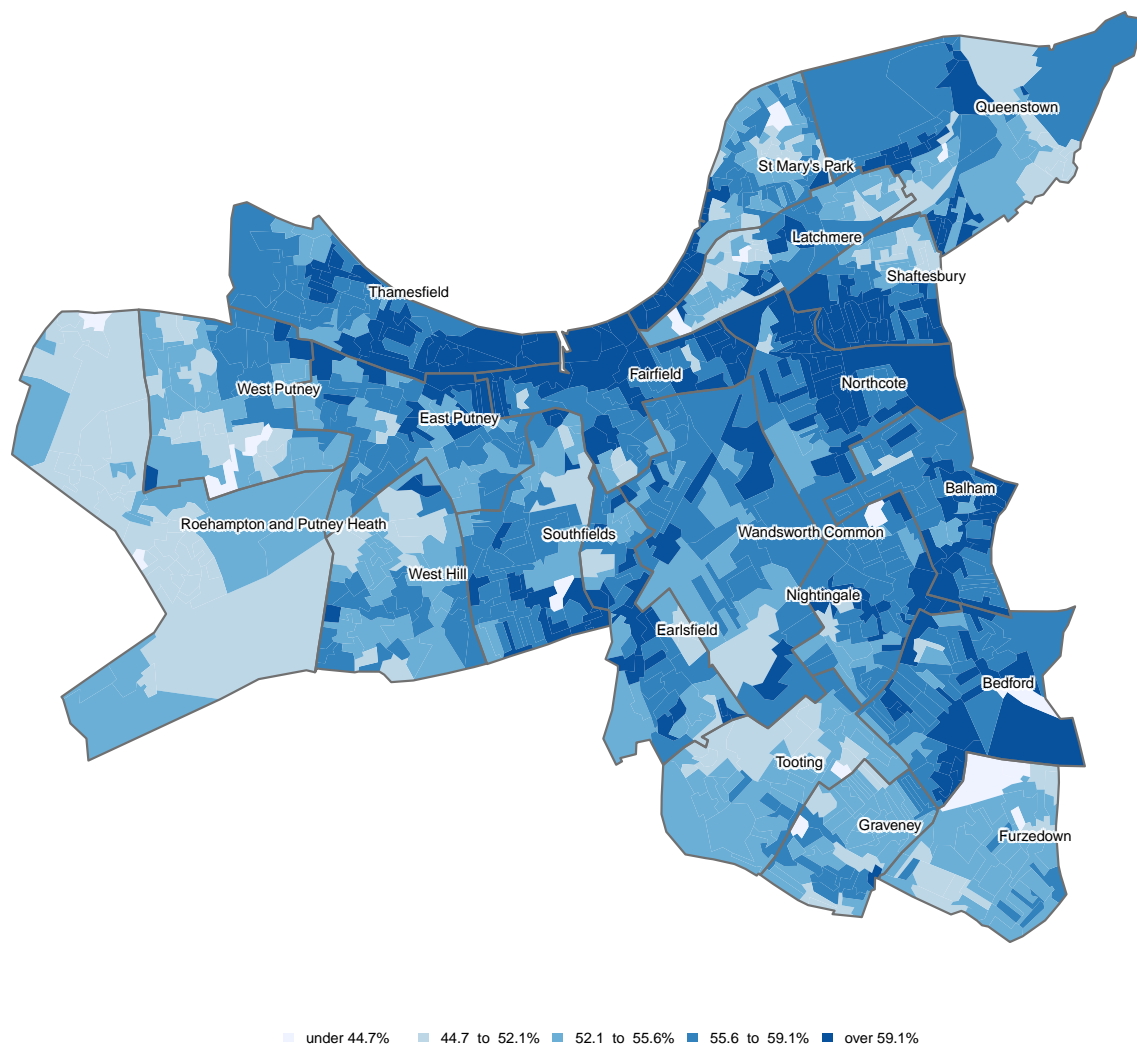 Queenstown
St Mary's Park
Latchmere
Shaftesbury
Thamesfield
Fairfield
Northcote
West Putney
East Putney
Balham
Roehampton and Putney Heath
Southfields
Wandsworth Common
West Hill
Nightingale
Earlsfield
Bedford
Tooting
Graveney
Furzedown
under 44.7% 44.7 to 52.1% 52.1 to 55.6% 55.6 to 59.1% over 59.1%